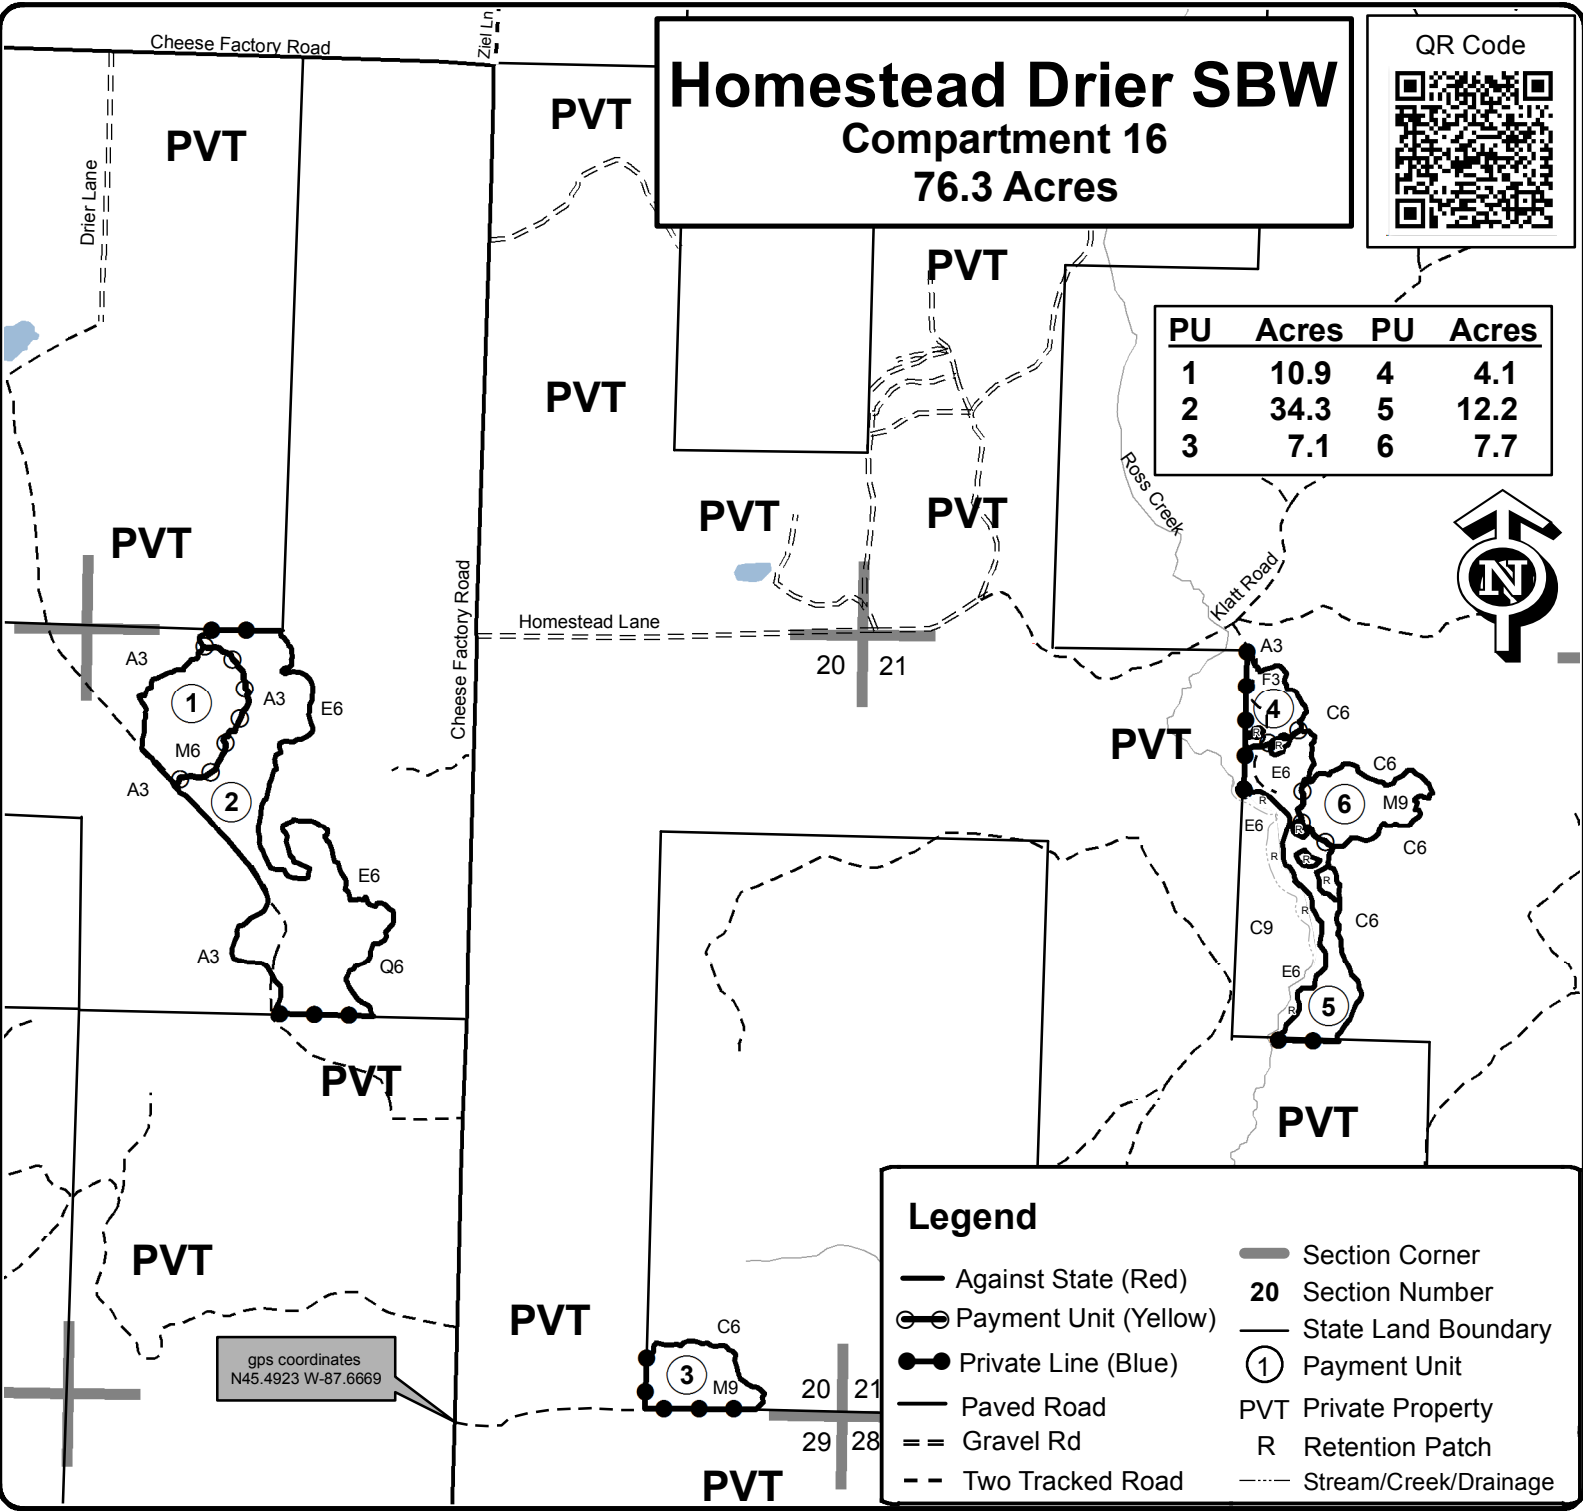 Homestead Drier SBW
Compartment 16
76.3 Acres
QR Code
Cheese Factory Road
Ziel Ln
PVT
PVT
Drier Lane
PVT
PU Acres PU Acres
1 10.9 4 4.1
2 34.3 5 12.2
3 7.1 6 7.7
PVT
Ross Creek
PVT
PVT
PVT
N
Klatt Road
Cheese Factory Road
Homestead Lane
20 21
A3
1
A3
E6
M6
A3
2
E6
A3
Q6
PVT
A3
F3
4
C6
R
R
E6
C6
6
M9
R
E6
R
C6
R
R
R
R
C9
C6
E6
R
5
PVT
PVT
PVT
PVT
gps coordinates
N45.4923 W-87.6669
C6
3
M9
20 21
29 28
PVT
Legend
Against State (Red)
Payment Unit (Yellow)
Private Line (Blue)
Paved Road
Gravel Rd
Two Tracked Road
Section Corner
20 Section Number
State Land Boundary
1 Payment Unit
PVT Private Property
R Retention Patch
Stream/Creek/Drainage